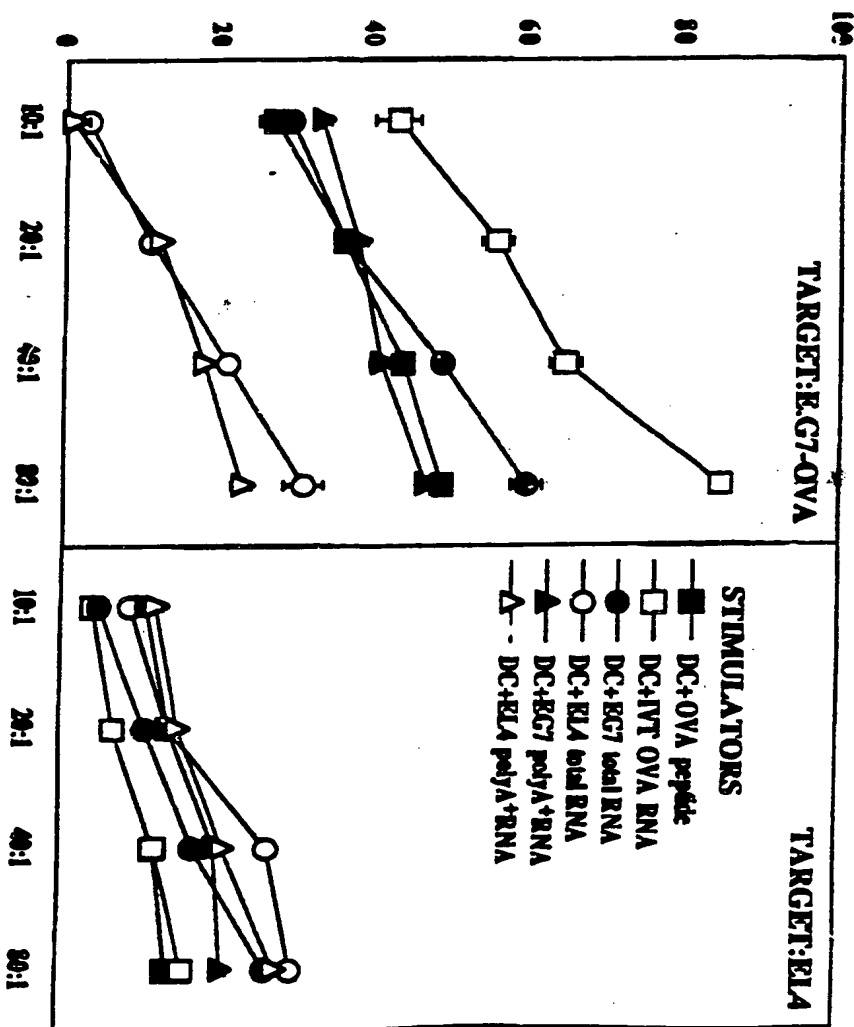 100
80
60
40
20
0
TARGET:E.G7-OVA
10:1
20:1
40:1
80:1
TARGET:EL4
STIMULATORS
DC+OVA peptide
DC+IVT OVA RNA
DC+EG7 total RNA
DC+EL4 total RNA
DC+EG7 polyA+RNA
DC+EL4 polyA+RNA
10:1
20:1
40:1
80:1